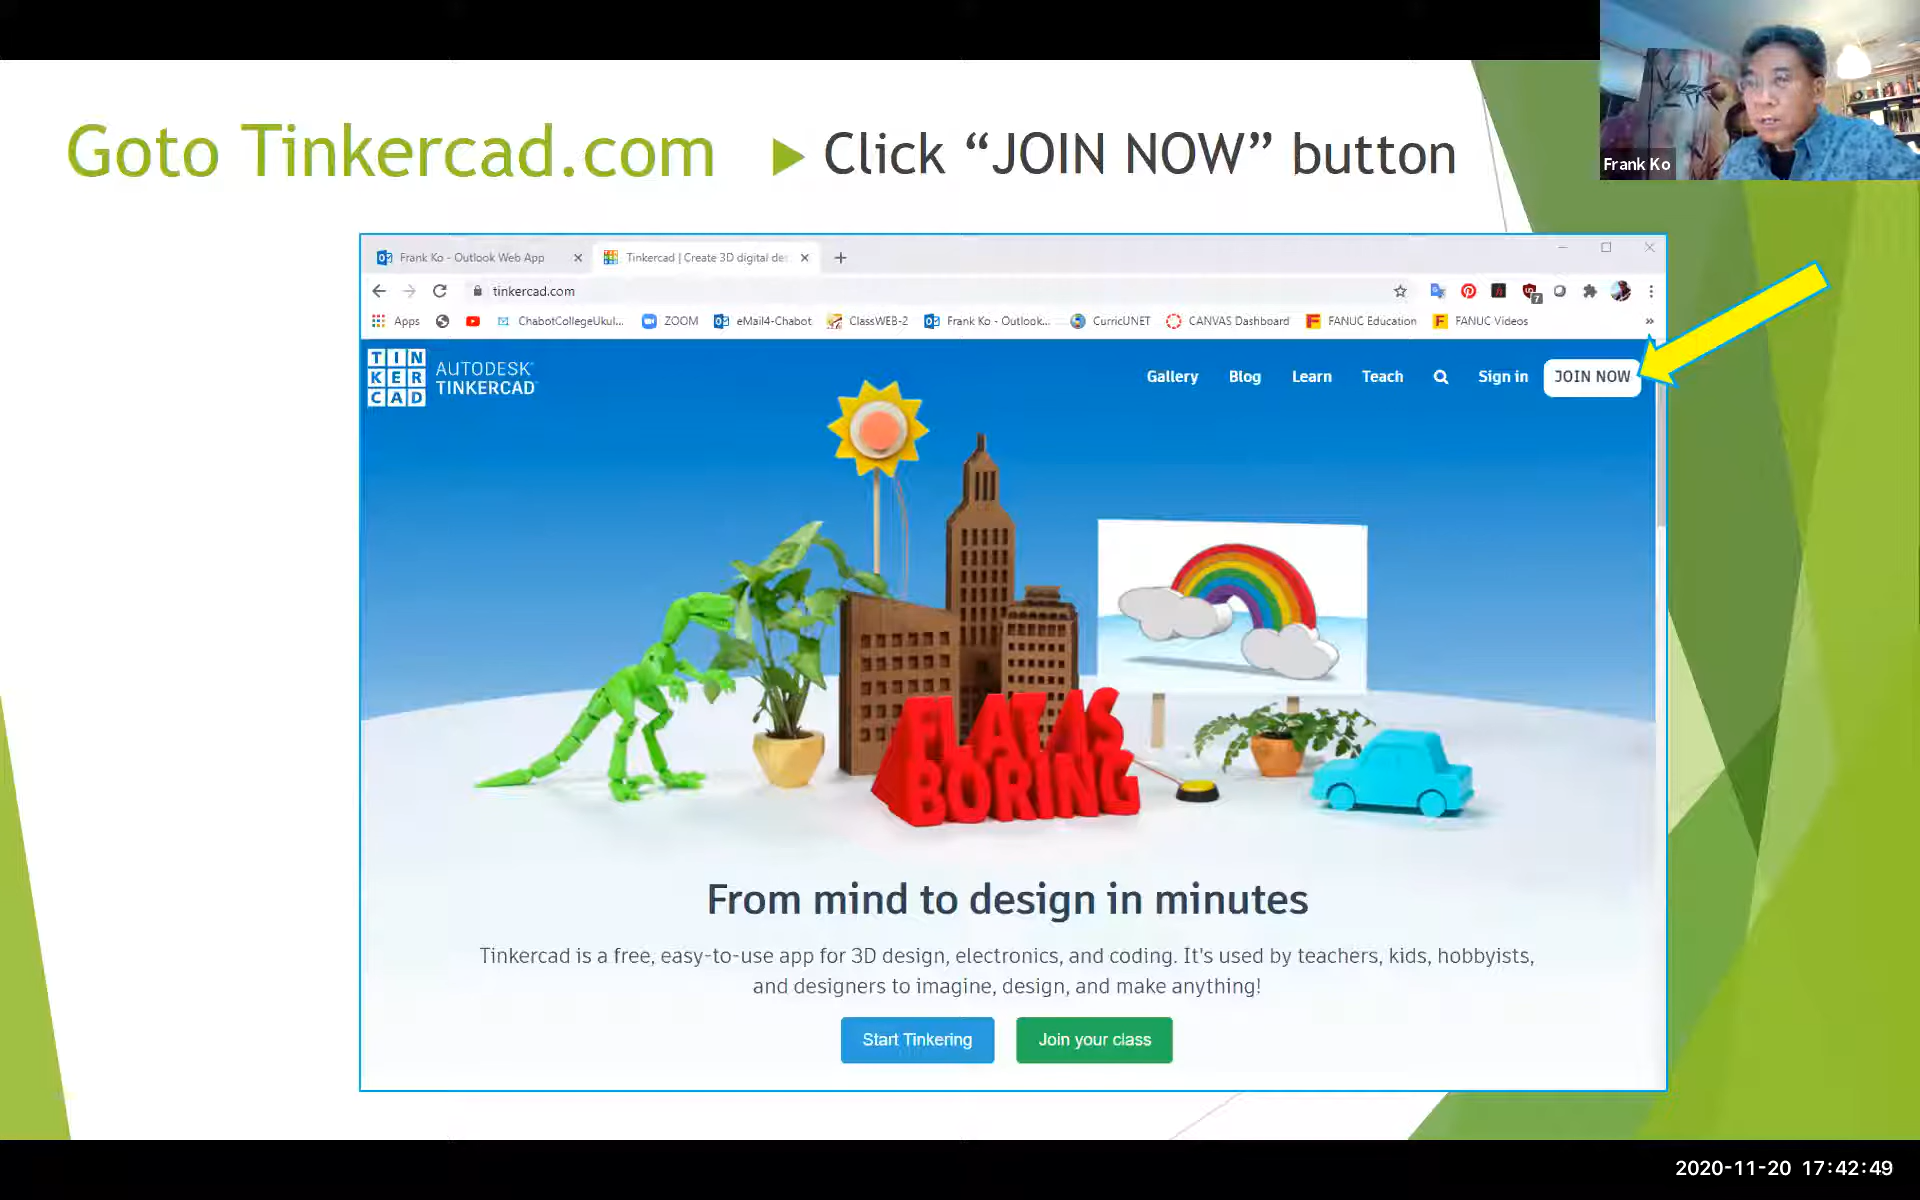 Goto Tinkercad.com
Click “JOIN NOW” button
Frank Ko
Frank Ko - Outlook Web App
Tinkercad | Create 3D digital des
tinkercad.com
7
Apps
ChabotCollegeUkul...
ZOOM
eMail4-Chabot
ClassWEB-2
Frank Ko - Outlook...
CurricUNET
CANVAS Dashboard
FANUC Education
FANUC Videos
»
TIN
KER
CAD
AUTODESK
TINKERCAD
Gallery
Blog
Learn
Teach
Sign in
JOIN NOW
FLAT AS
BORING
From mind to design in minutes
Tinkercad is a free, easy-to-use app for 3D design, electronics, and coding. It's used by teachers, kids, hobbyists,
and designers to imagine, design, and make anything!
Start Tinkering
Join your class
2020-11-20 17:42:49